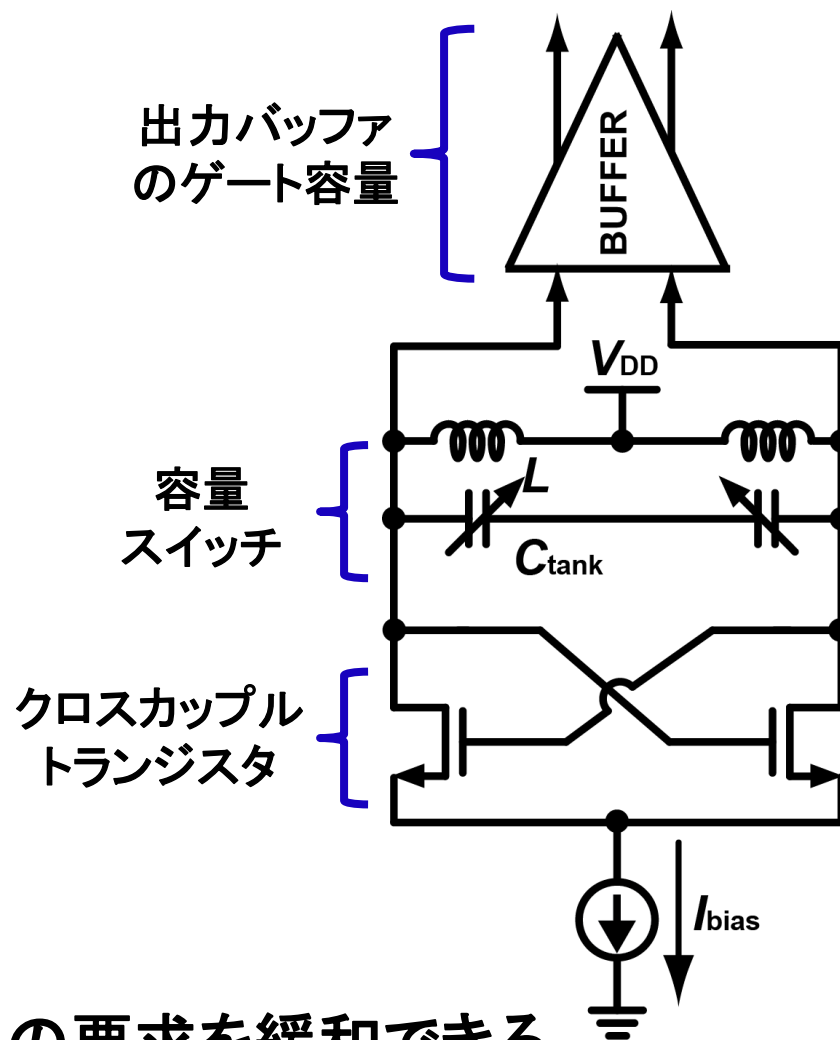 出力バッファ
のゲート容量
BUFFER
VDD
容量
スイッチ
L
Ctank
クロスカップル
トランジスタ
Ibias
の要求を緩和できる